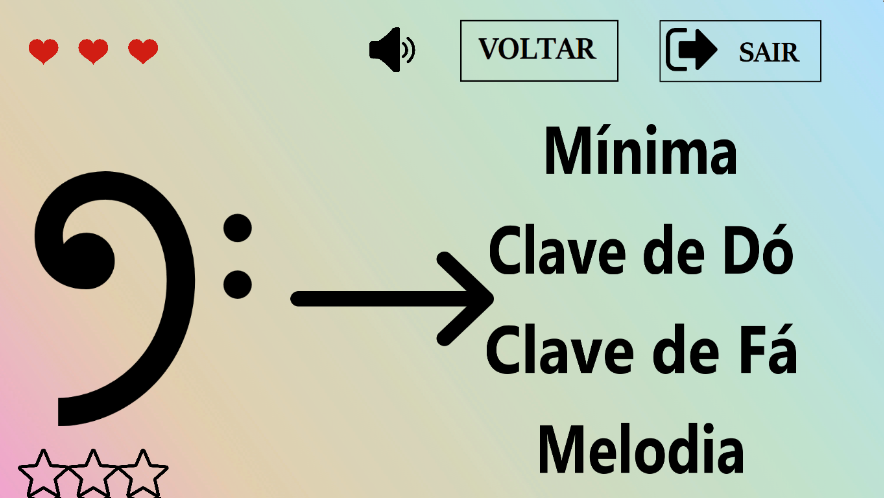 VOLTAR
SAIR
Mínima
Clave de Dó
Clave de Fá
Melodia